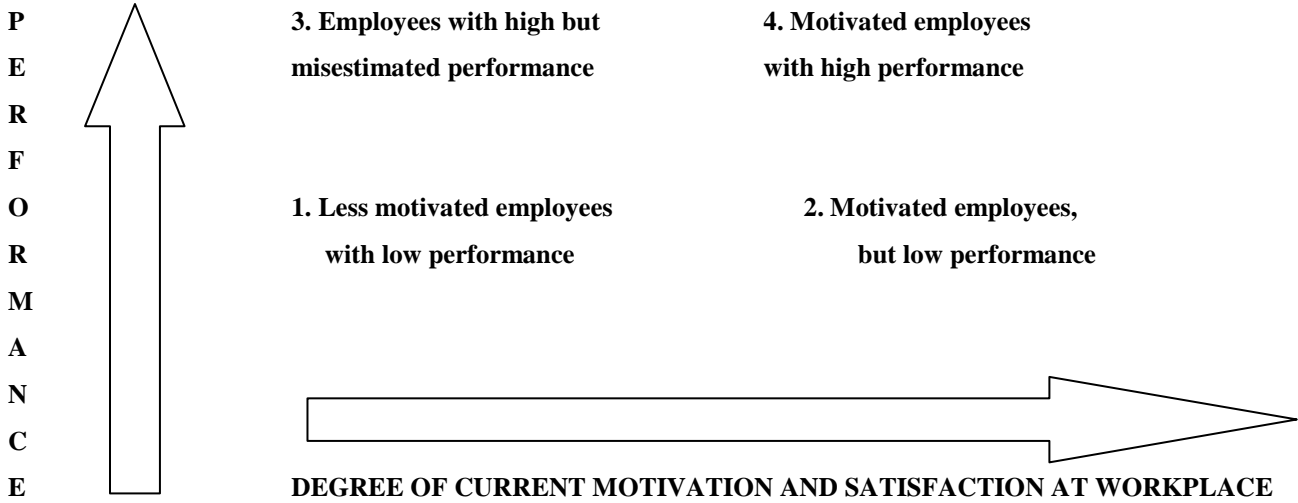 P
E
R
F
O
R
M
A
N
C
E
3. Employees with high but
misestimated performance
4. Motivated employees
with high performance
1. Less motivated employees
with low performance
2. Motivated employees,
but low performance
DEGREE OF CURRENT MOTIVATION AND SATISFACTION AT WORKPLACE